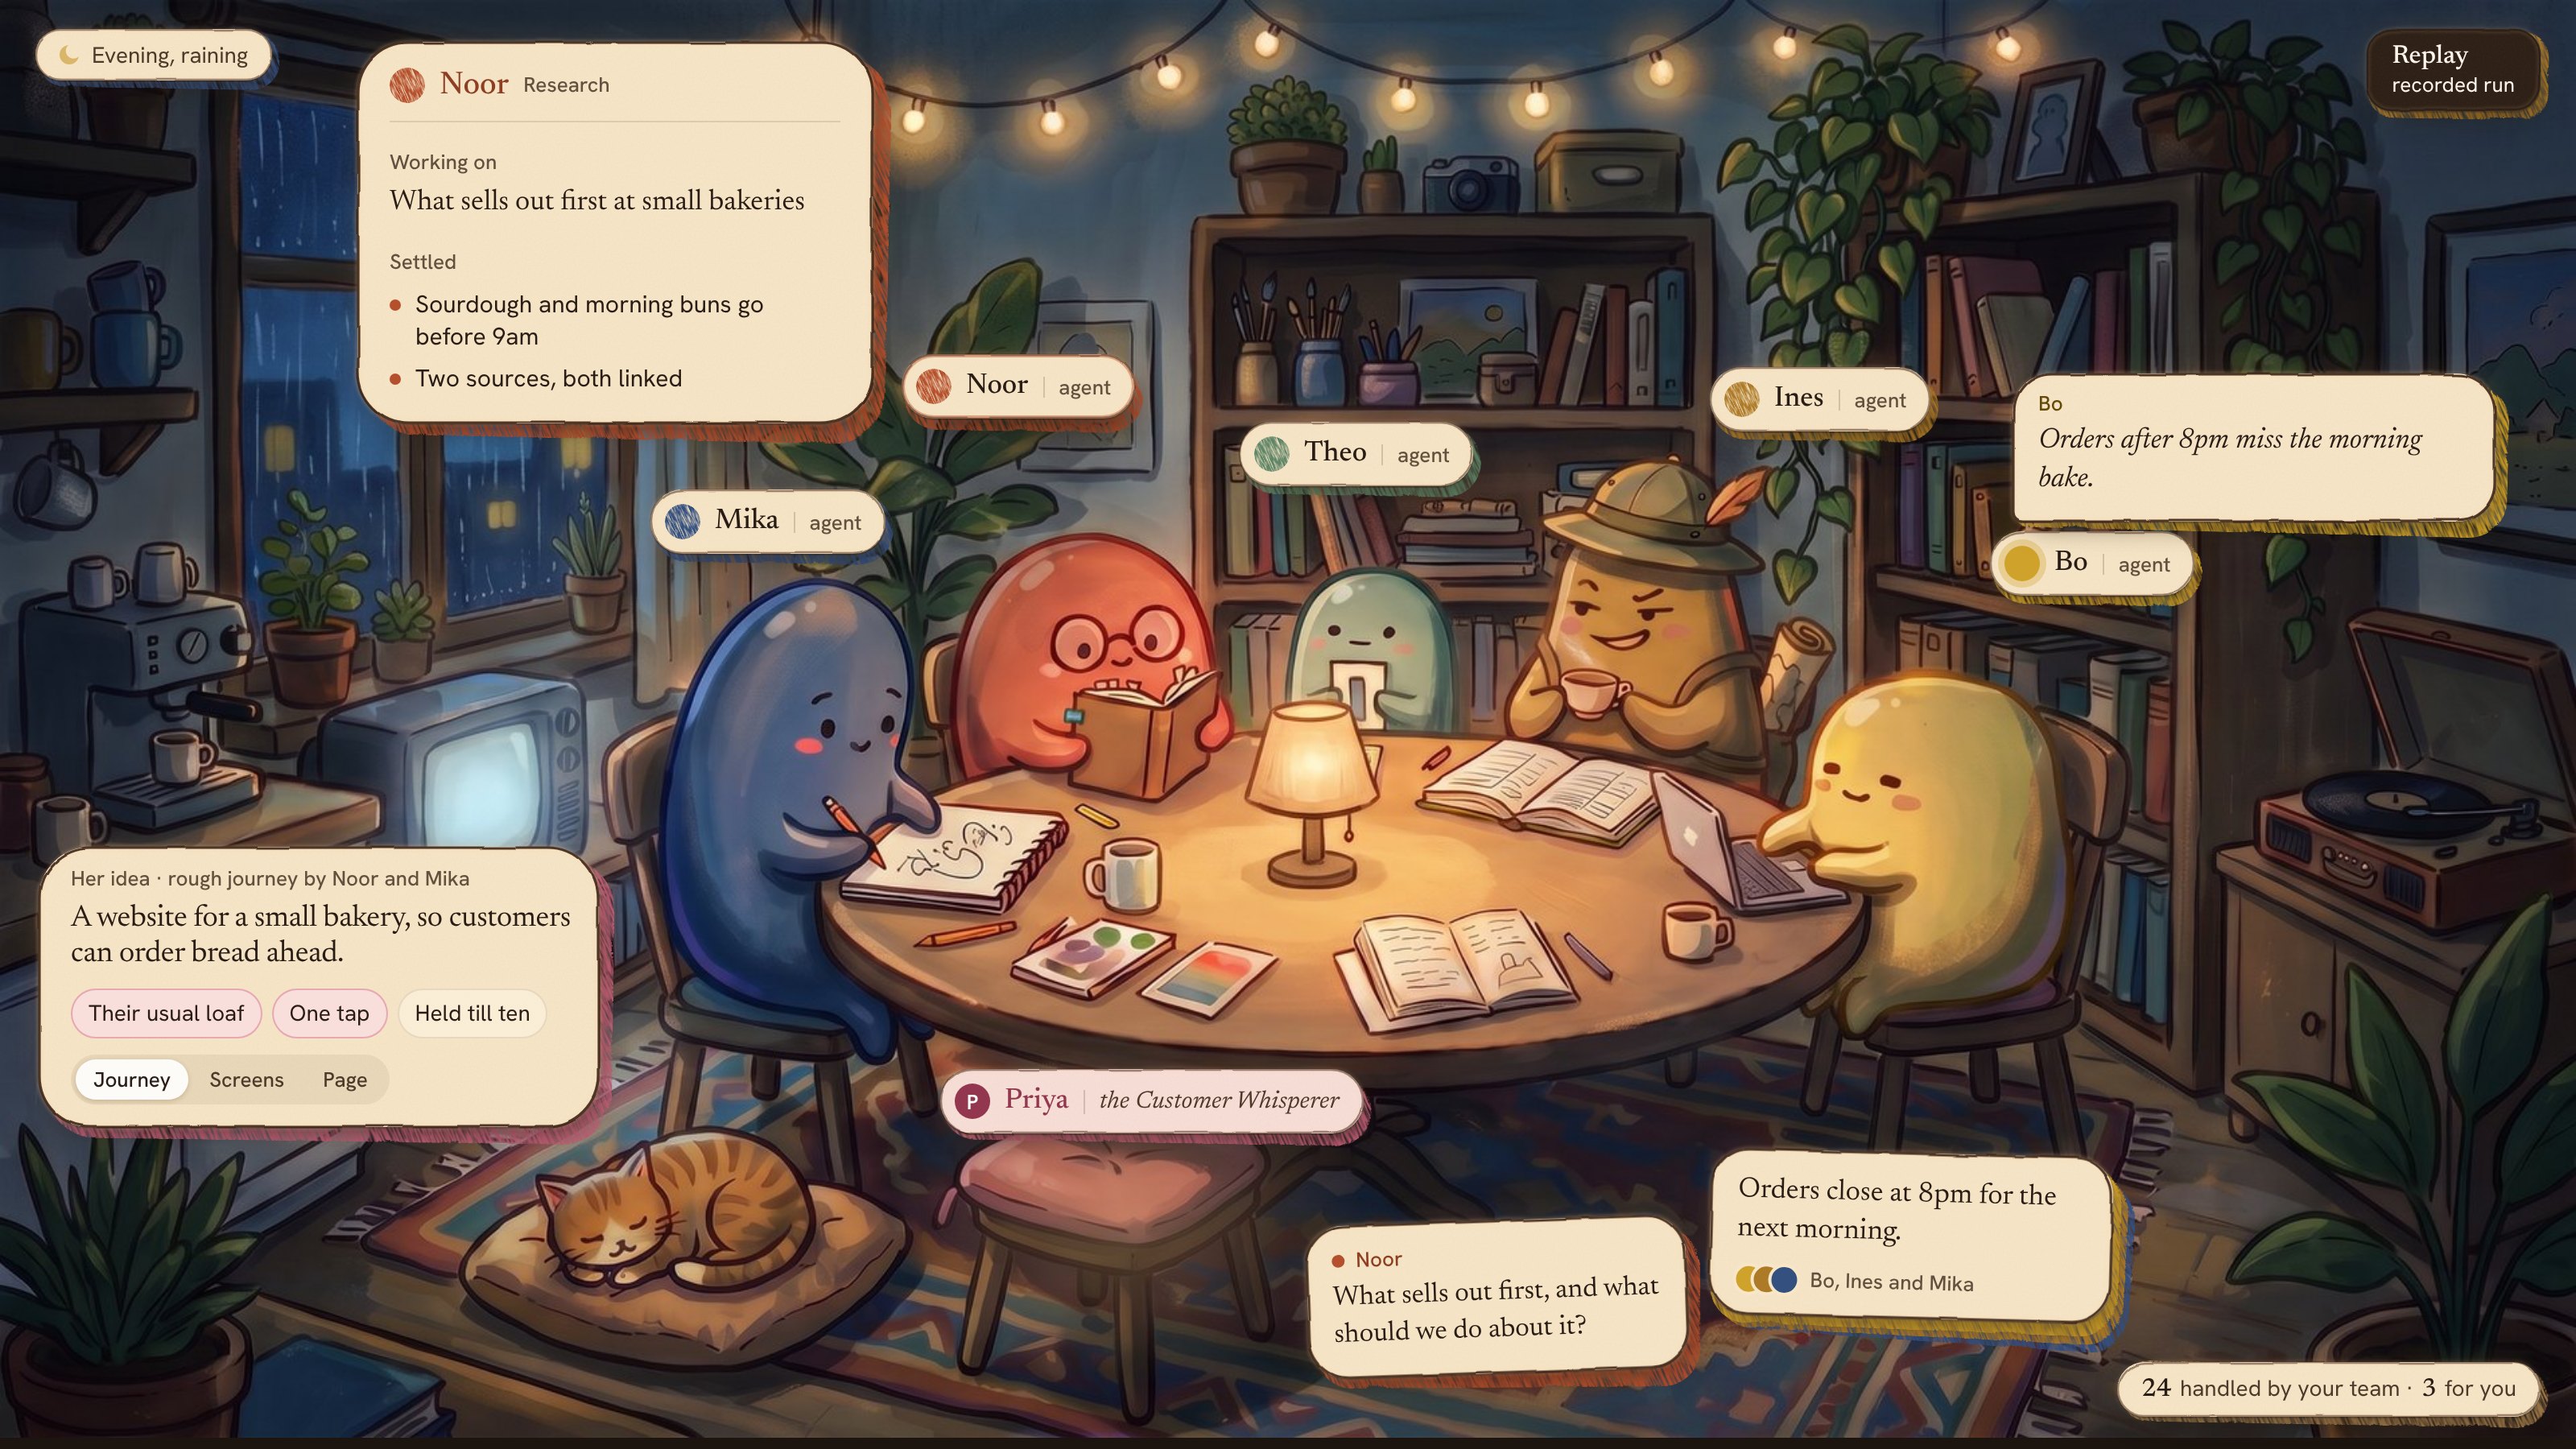 Evening, raining
Noor Research
Working on
What sells out first at small bakeries
Settled
Sourdough and morning buns go
before 9am
Two sources, both linked
Replay
recorded run
Noor | agent
Ines | agent
Bo
Orders after 8pm miss the morning
bake.
Theo | agent
Mika | agent
Bo | agent
Her idea · rough journey by Noor and Mika
A website for a small bakery, so customers
can order bread ahead.
Their usual loaf
One tap
Held till ten
Journey
Screens
Page
P Priya | the Customer Whisperer
Orders close at 8pm for the
next morning.
Bo, Ines and Mika
Noor
What sells out first, and what
should we do about it?
24 handled by your team · 3 for you